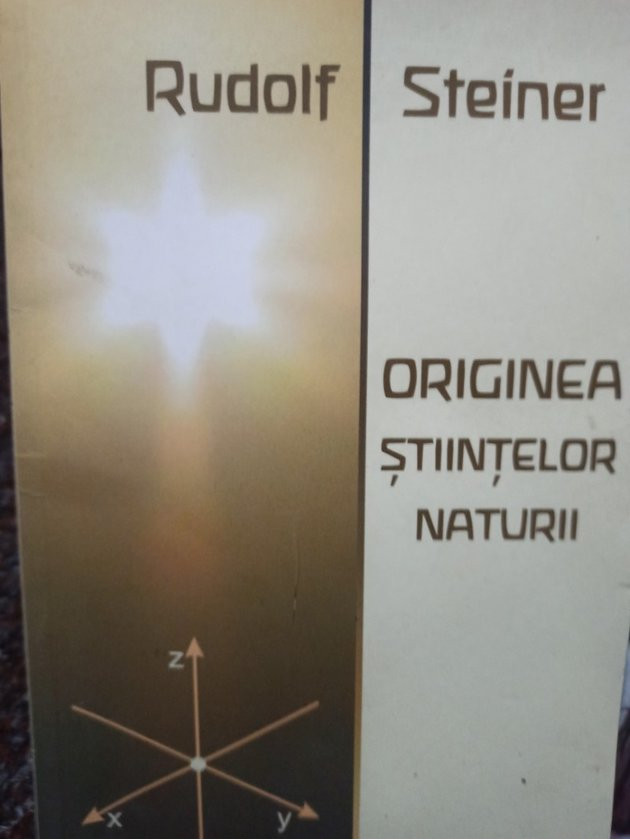 Rudolf Steiner
ORIGINEA
ȘTIINȚELOR
NATURII
z
x
y